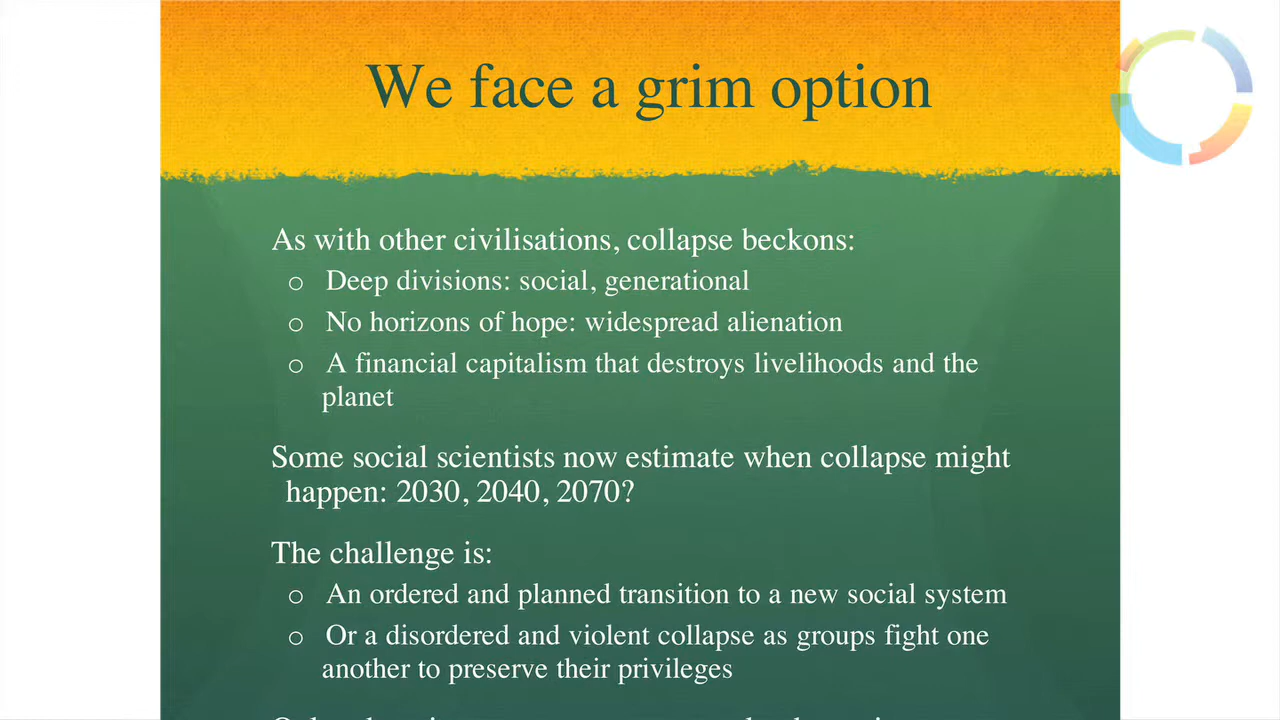 We face a grim option
As with other civilisations, collapse beckons:
o Deep divisions: social, generational
o No horizons of hope: widespread alienation
o A financial capitalism that destroys livelihoods and the
planet
Some social scientists now estimate when collapse might
happen: 2030, 2040, 2070?
The challenge is:
o An ordered and planned transition to a new social system
o Or a disordered and violent collapse as groups fight one
another to preserve their privileges